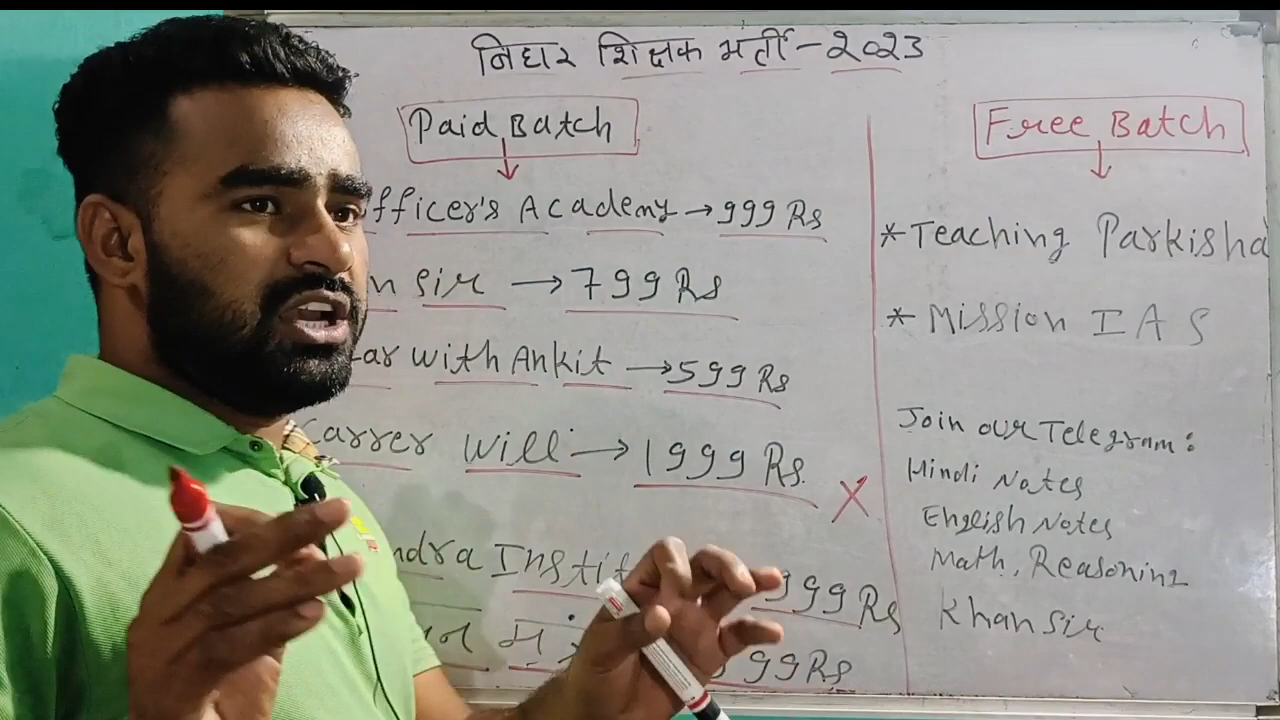 बिहार शिक्षक भर्ती-2023
Paid Batch
fficer's Academy → 999 Rs
n Sir → 799 Rs
ar With Ankit → 599 Rs
Carrer Will → 1999 Rs.
ndra Instit 999 Rs
99 Rs
Free Batch
* Teaching Parkisha
* Mission IAS
Join our Telegram:
Hindi Notes
English Notes
Math, Reasoning
Khan Sir